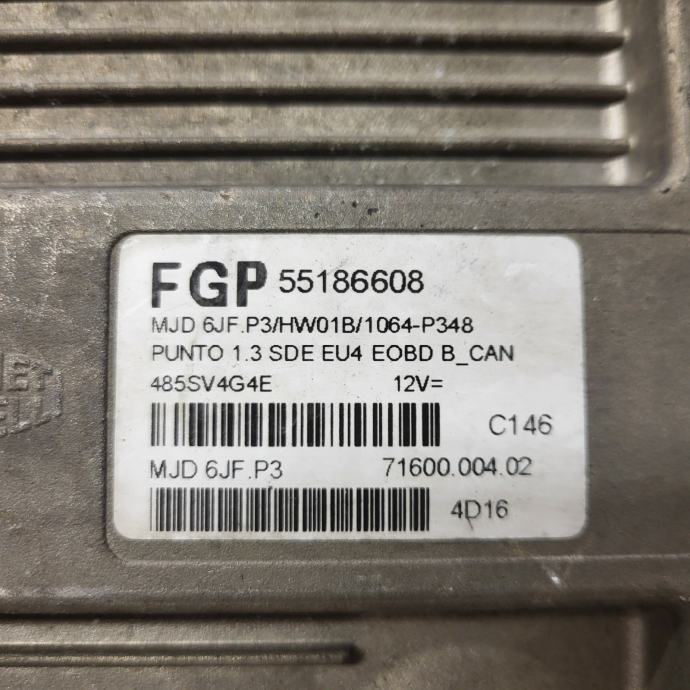 FGP 55186608
MJD 6JF.P3/HW01B/1064-P348
PUNTO 1.3 SDE EU4 EOBD B_CAN
485SV4G4E 12V=
C146
MJD 6JF.P3 71600.004.02
4D16